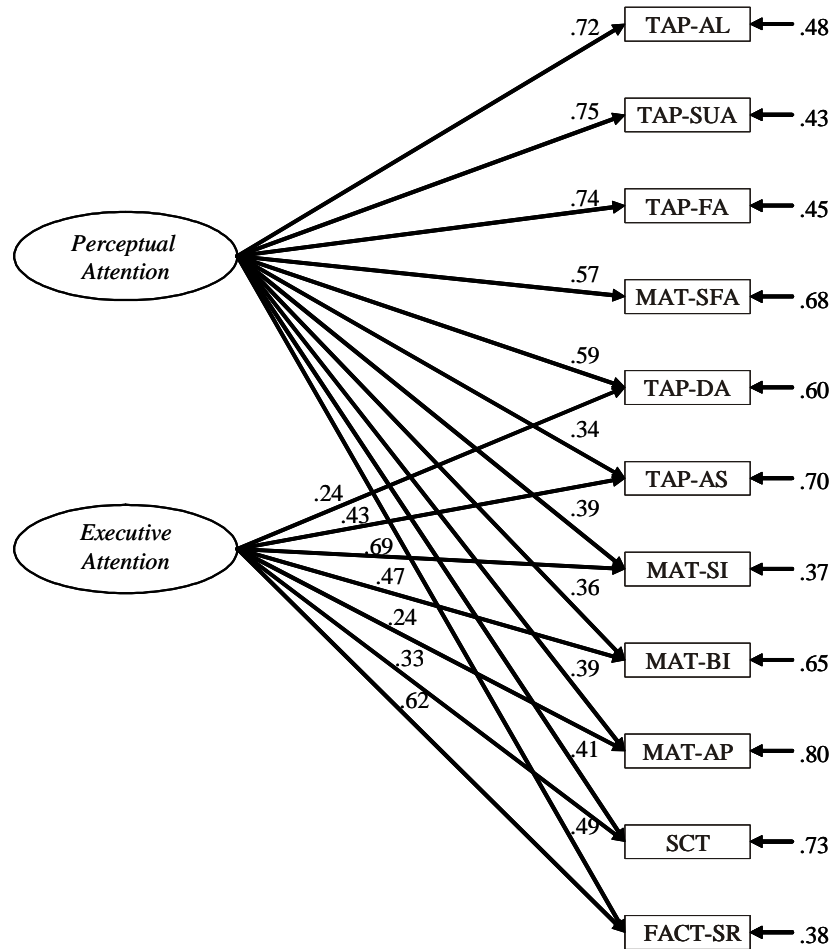 .72
TAP-AL
.48
.75
TAP-SUA
.43
.74
TAP-FA
.45
Perceptual
Attention
.57
MAT-SFA
.68
.59
TAP-DA
.60
.34
.24
TAP-AS
.70
.43
.39
Executive
Attention
.69
MAT-SI
.37
.47
.36
.24
.33
MAT-BI
.65
.39
.62
.41
MAT-AP
.80
.49
SCT
.73
FACT-SR
.38